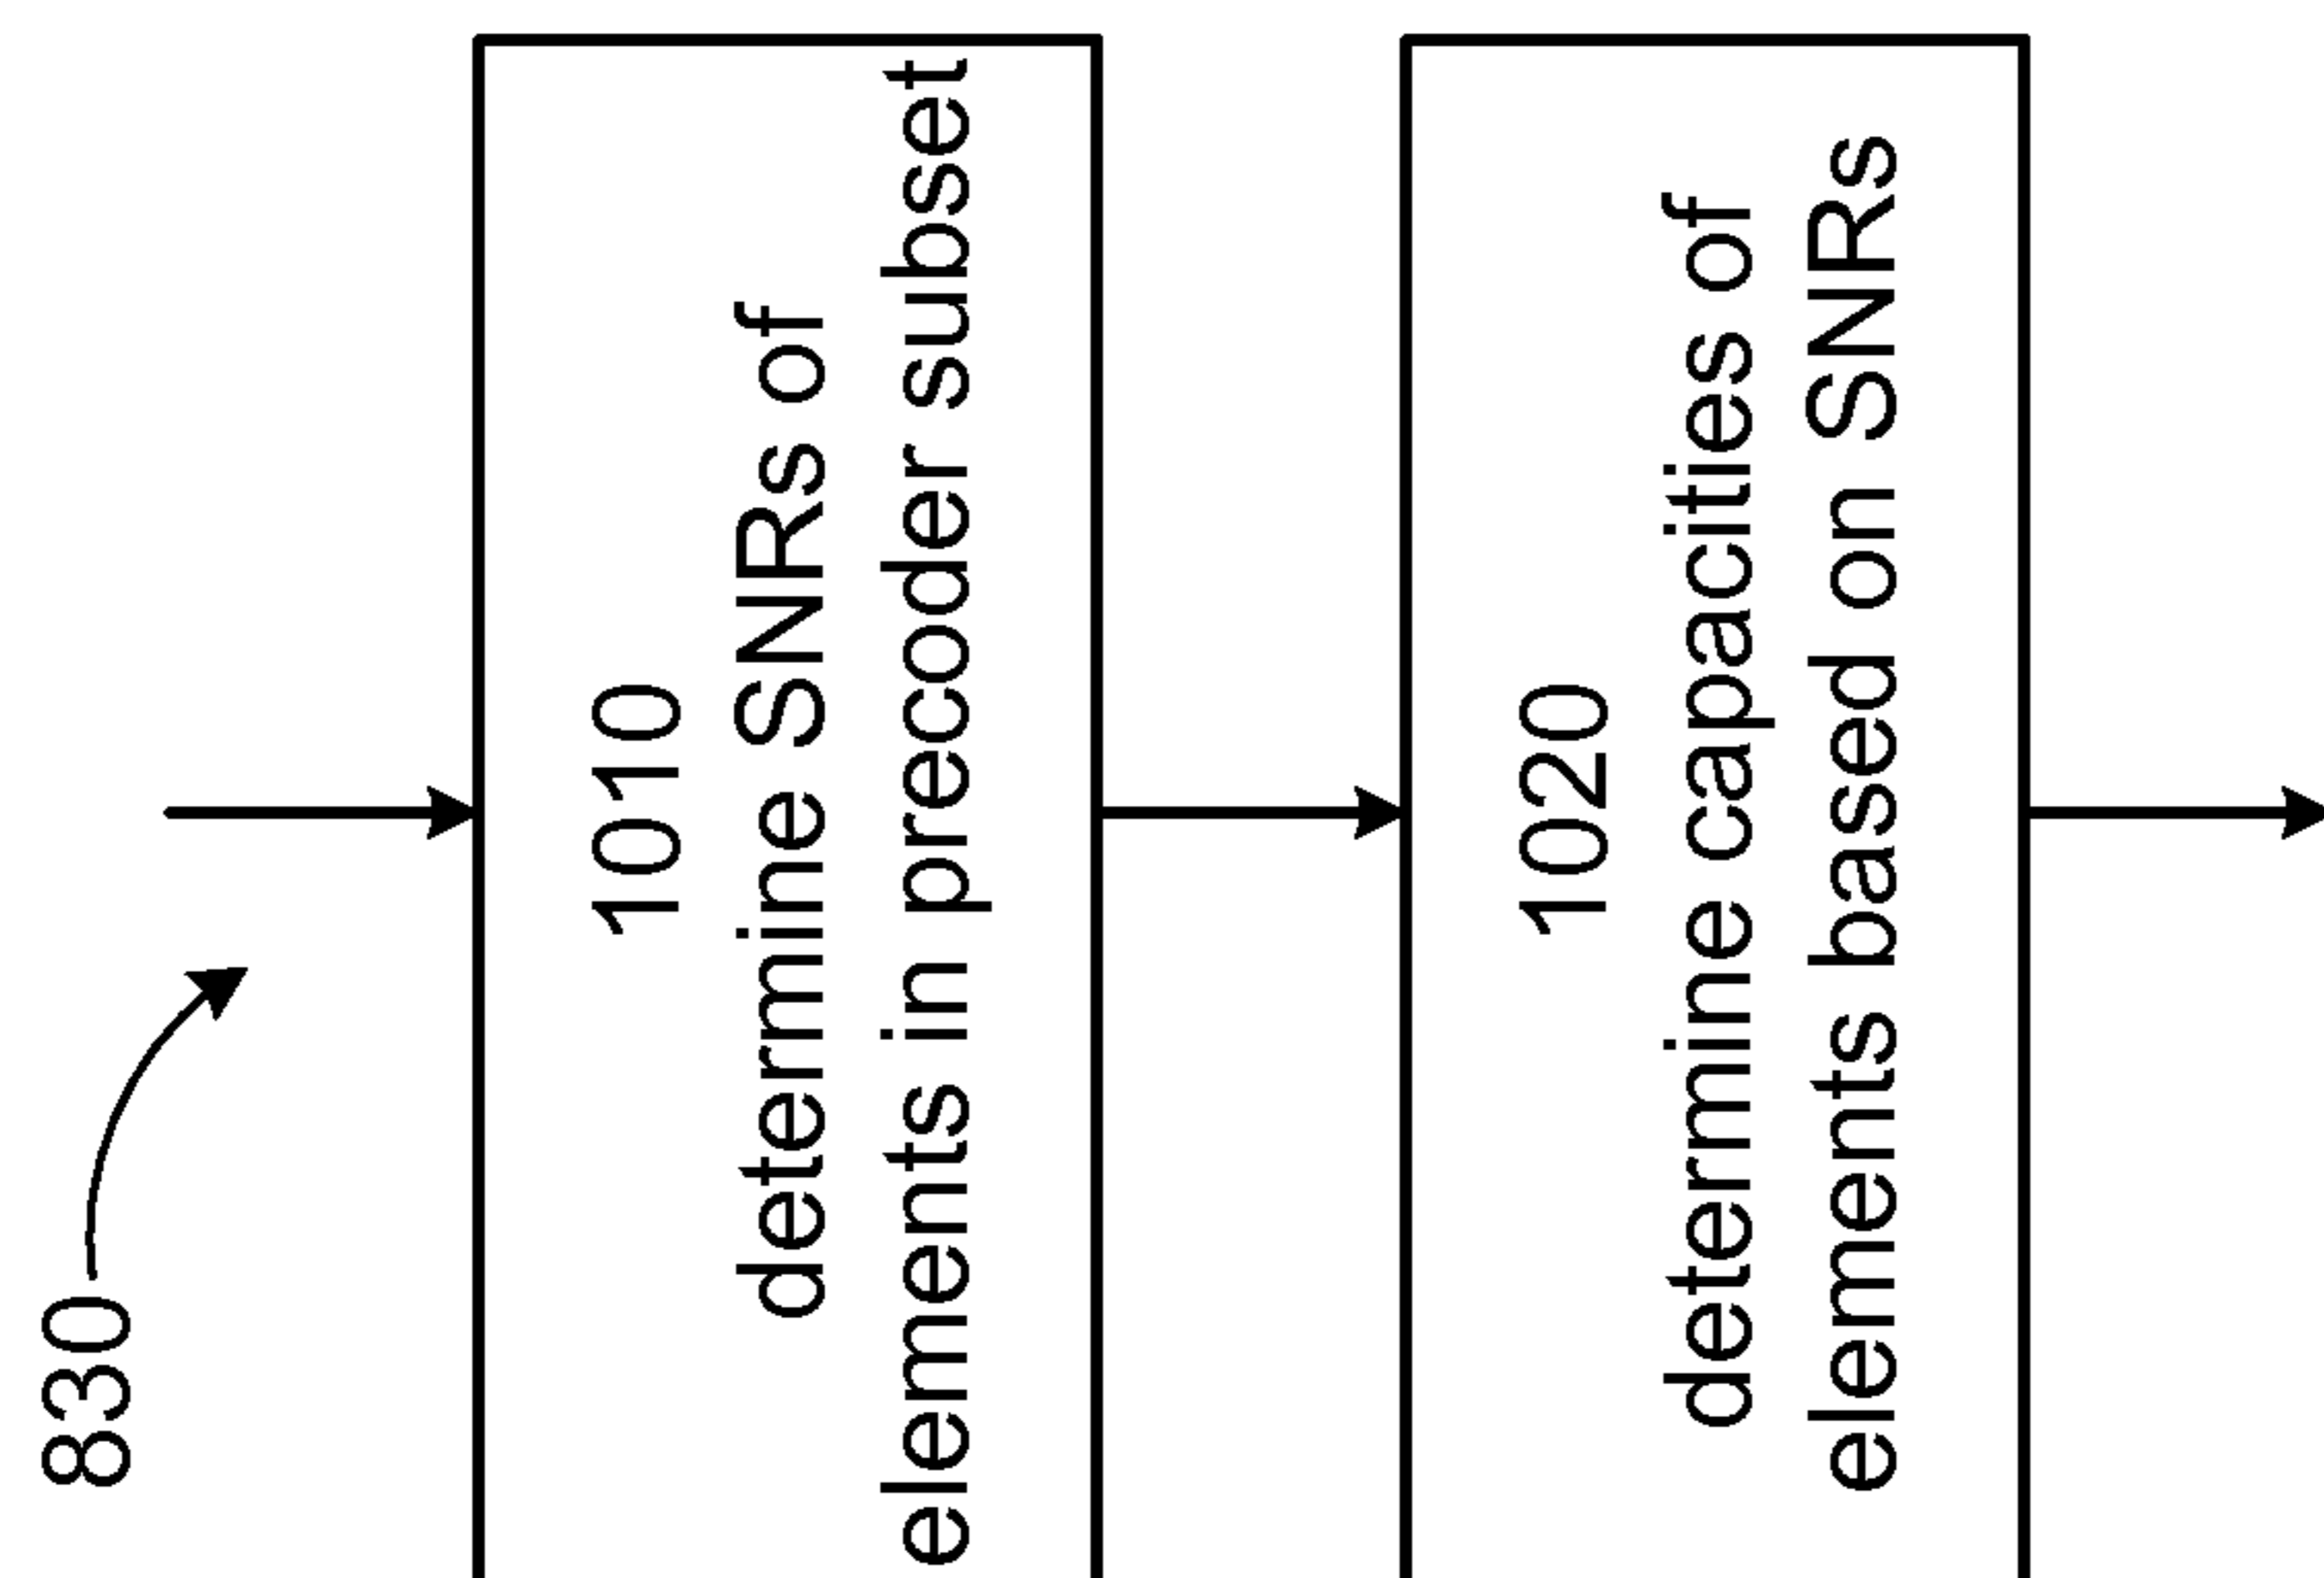 830
1010
determine SNRs of
elements in precoder subset
1020
determine capacities of
elements based on SNRs